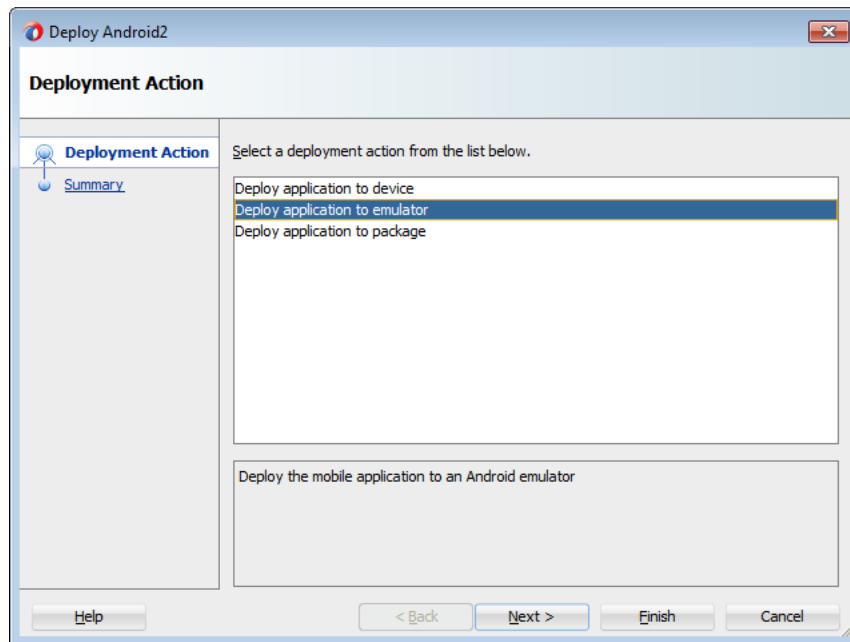 Deploy Android2
Deployment Action
Deployment Action
Summary
Select a deployment action from the list below.
Deploy application to device
Deploy application to emulator
Deploy application to package
Deploy the mobile application to an Android emulator
Help
< Back
Next >
Finish
Cancel